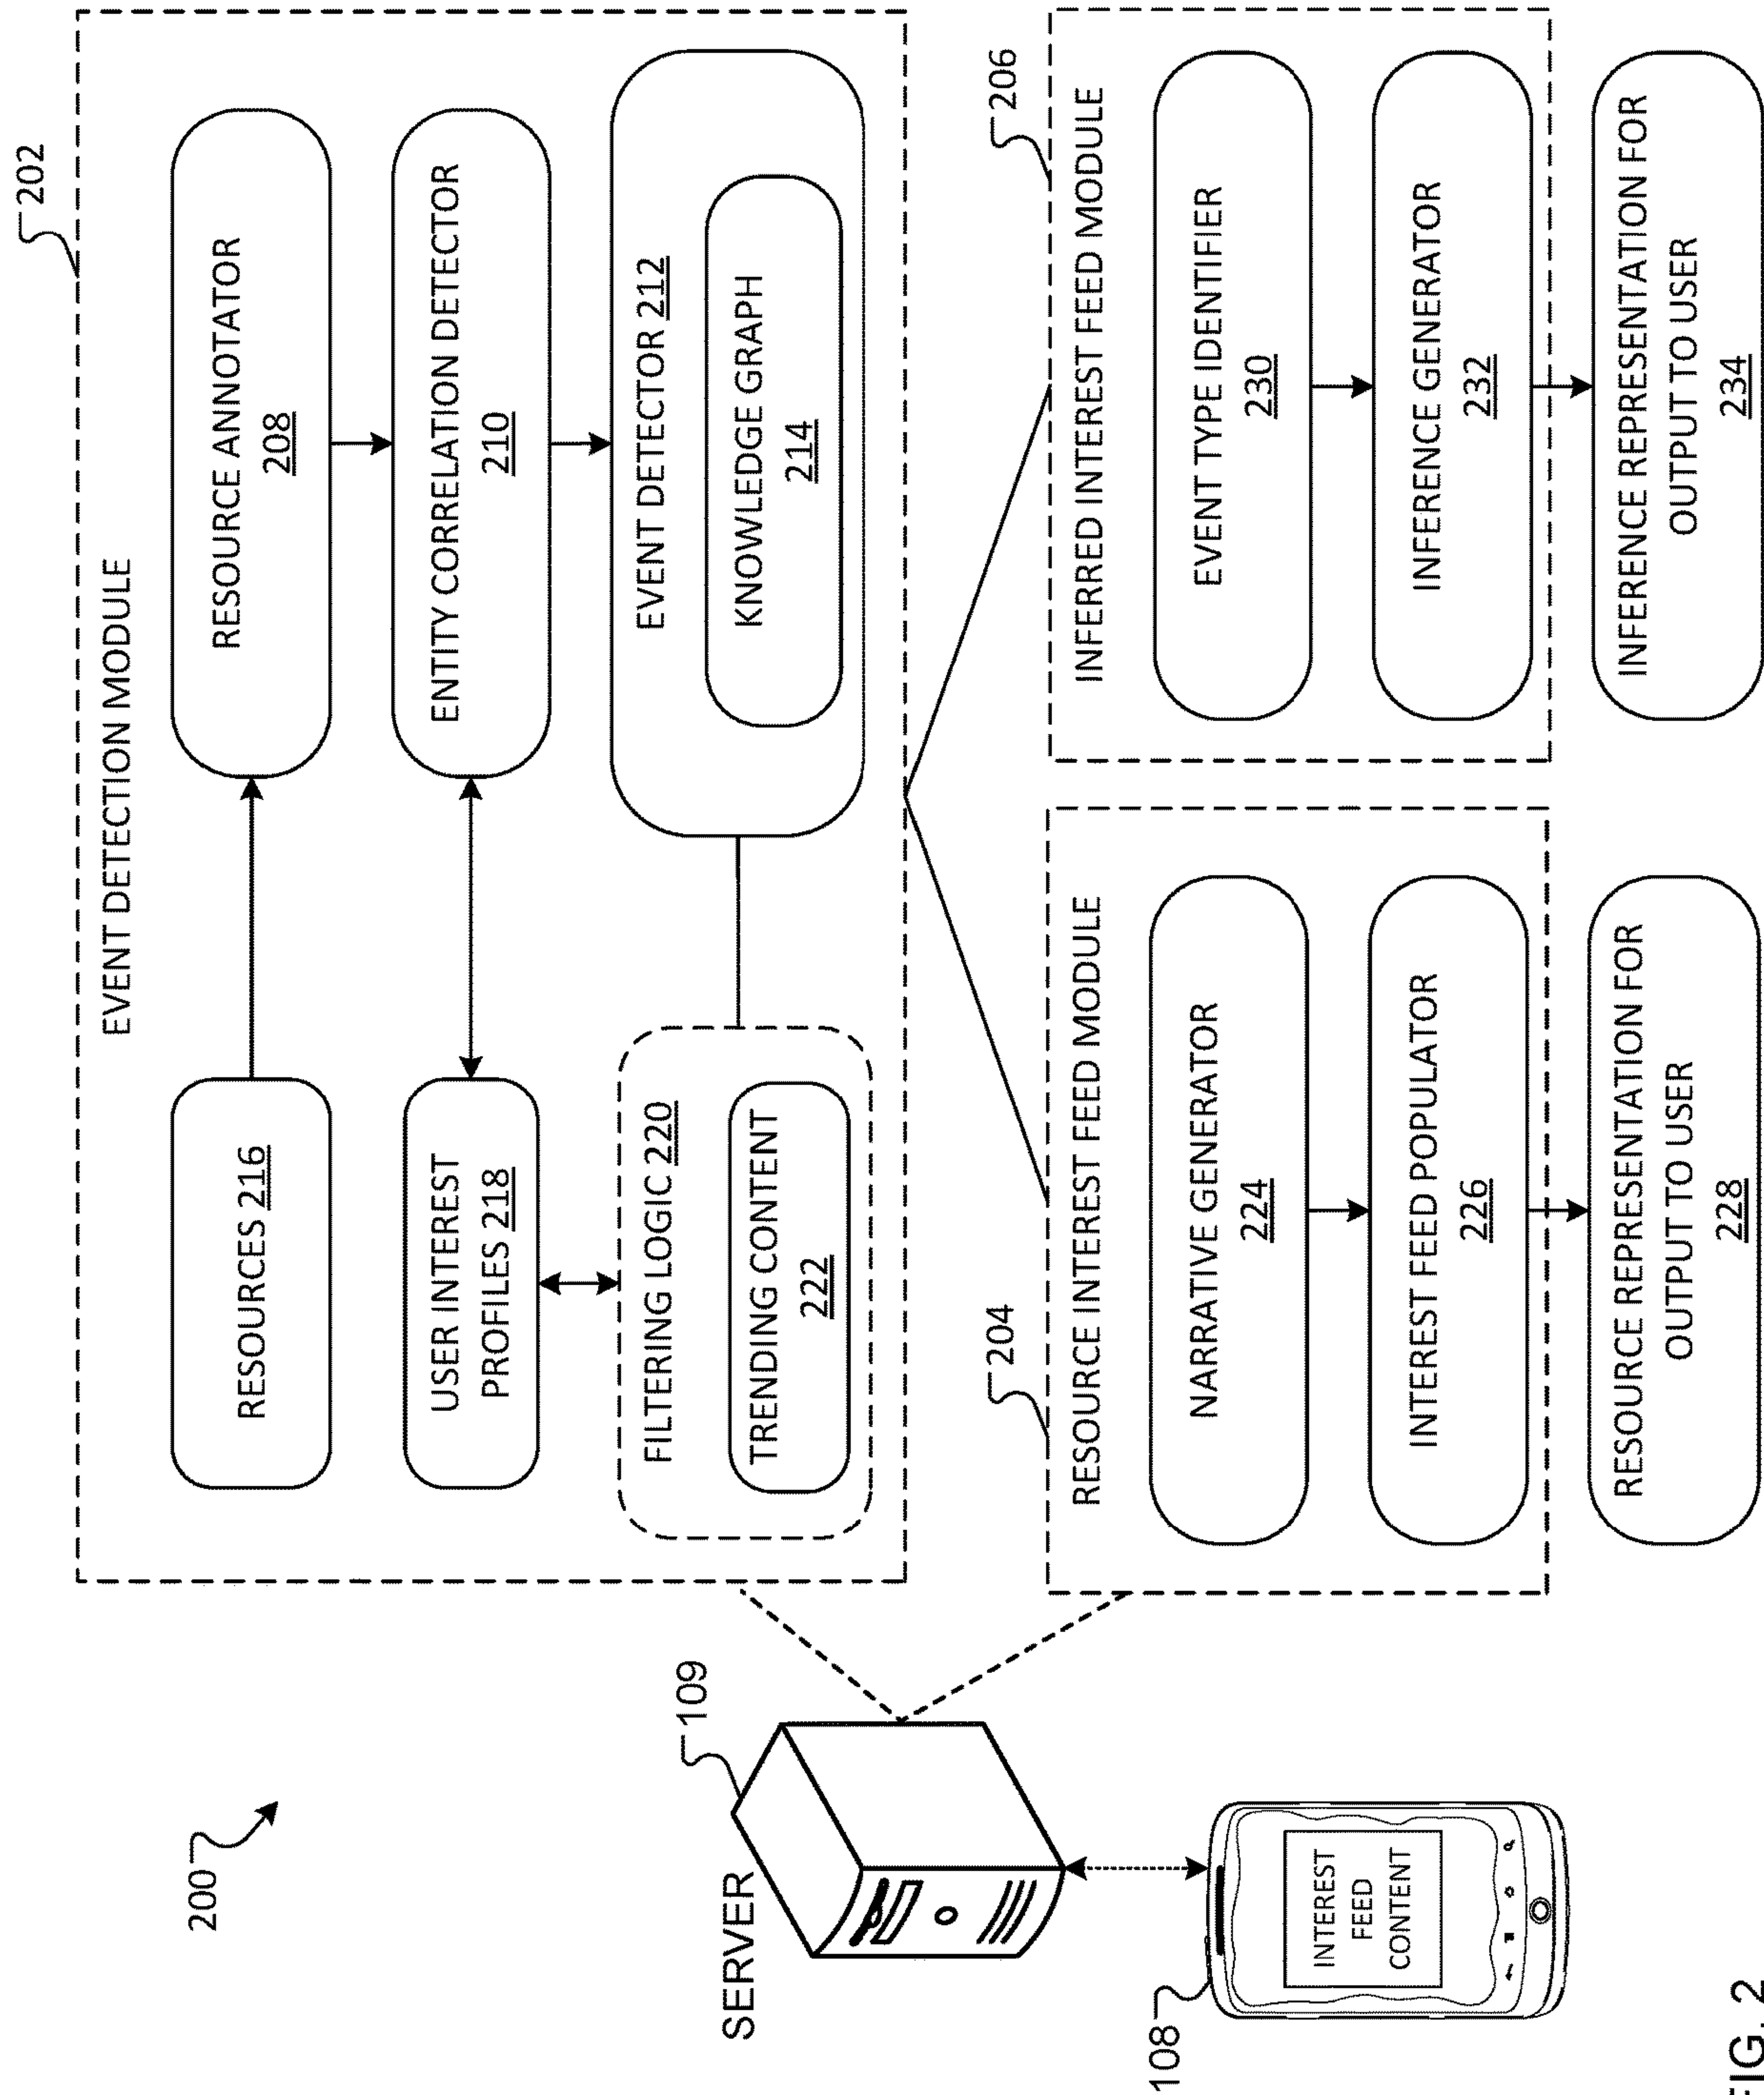 200
SERVER
109
108
INTEREST
FEED
CONTENT
202
EVENT DETECTION MODULE
RESOURCES 216
RESOURCE ANNOTATOR
208
USER INTEREST
PROFILES 218
ENTITY CORRELATION DETECTOR
210
FILTERING LOGIC 220
TRENDING CONTENT
222
EVENT DETECTOR 212
KNOWLEDGE GRAPH
214
204
RESOURCE INTEREST FEED MODULE
NARRATIVE GENERATOR
224
INTEREST FEED POPULATOR
226
RESOURCE REPRESENTATION FOR
OUTPUT TO USER
228
206
INFERRED INTEREST FEED MODULE
EVENT TYPE IDENTIFIER
230
INFERENCE GENERATOR
232
INFERENCE REPRESENTATION FOR
OUTPUT TO USER
234
FIG. 2